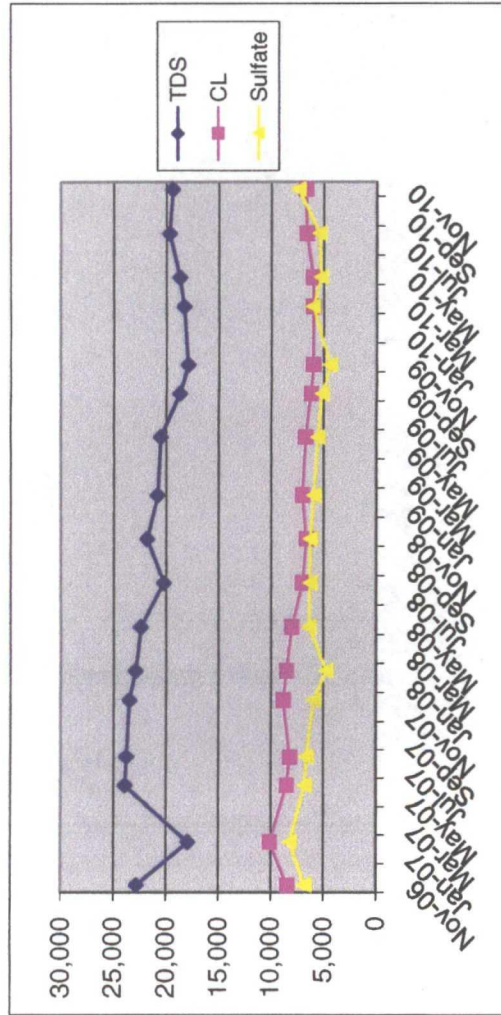 30,000
25,000
20,000
15,000
10,000
5,000
0
Nov-06
Jan-07
Mar-07
May-07
Jul-07
Sep-07
Nov-07
Jan-08
Mar-08
May-08
Jul-08
Sep-08
Nov-08
Jan-09
Mar-09
May-09
Jul-09
Sep-09
Nov-09
Jan-10
Mar-10
May-10
Jul-10
Sep-10
Nov-10
TDS
CL
Sulfate